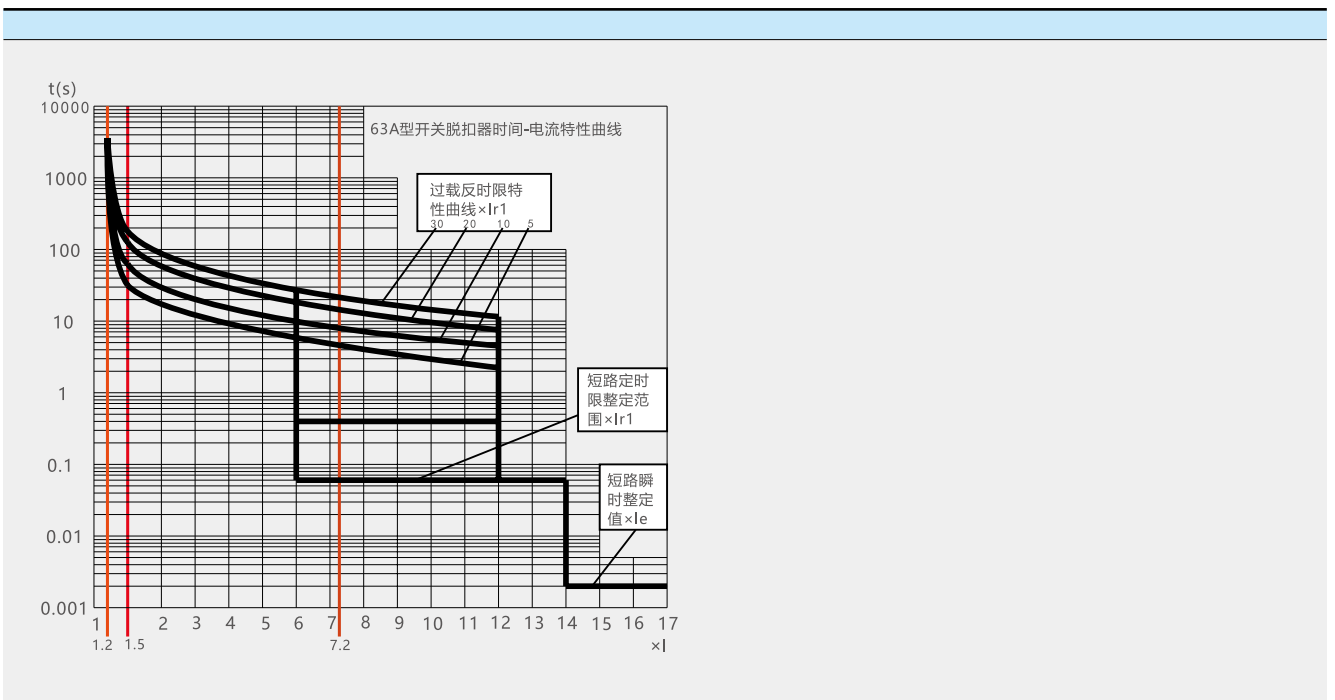 t(s)
10000
63A型开关脱扣器时间-电流特性曲线
1000
过载反时限特
性曲线×Ir1
30 20 10 5
100
10
1
短路定时
限整定范
围×Ir1
0.1
短路瞬
时整定
值×Ie
0.01
0.001
1 2 3 4 5 6 7 8 9 10 11 12 13 14 15 16 17
1.2 1.5 7.2 ×I